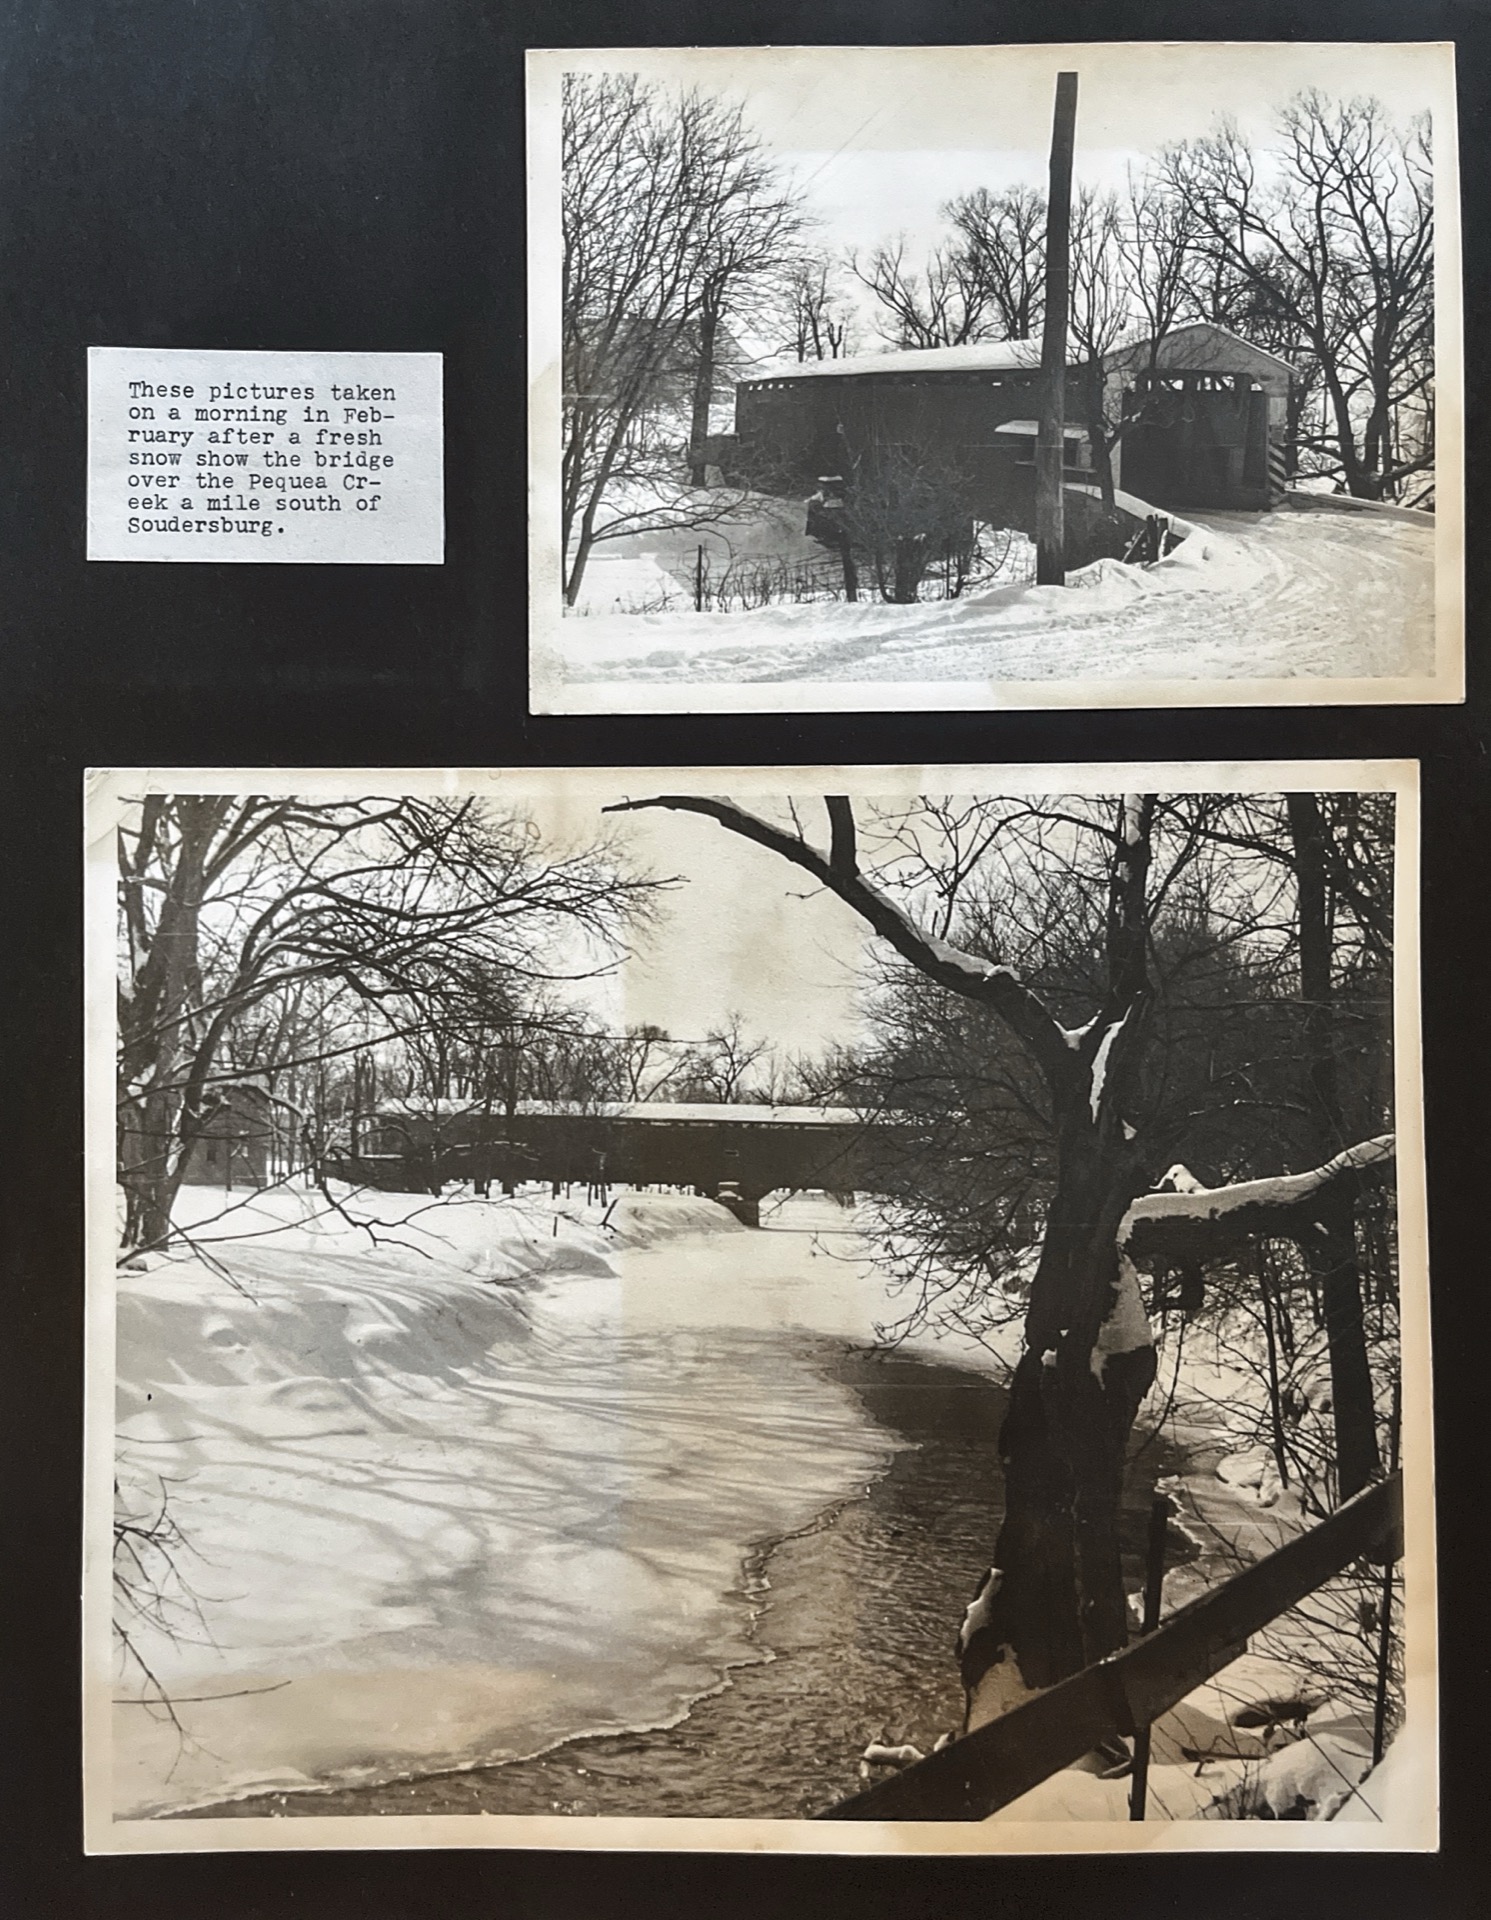 These pictures taken
on a morning in Feb-
ruary after a fresh
snow show the bridge
over the Pequea Cr-
eek a mile south of
Soudersburg.